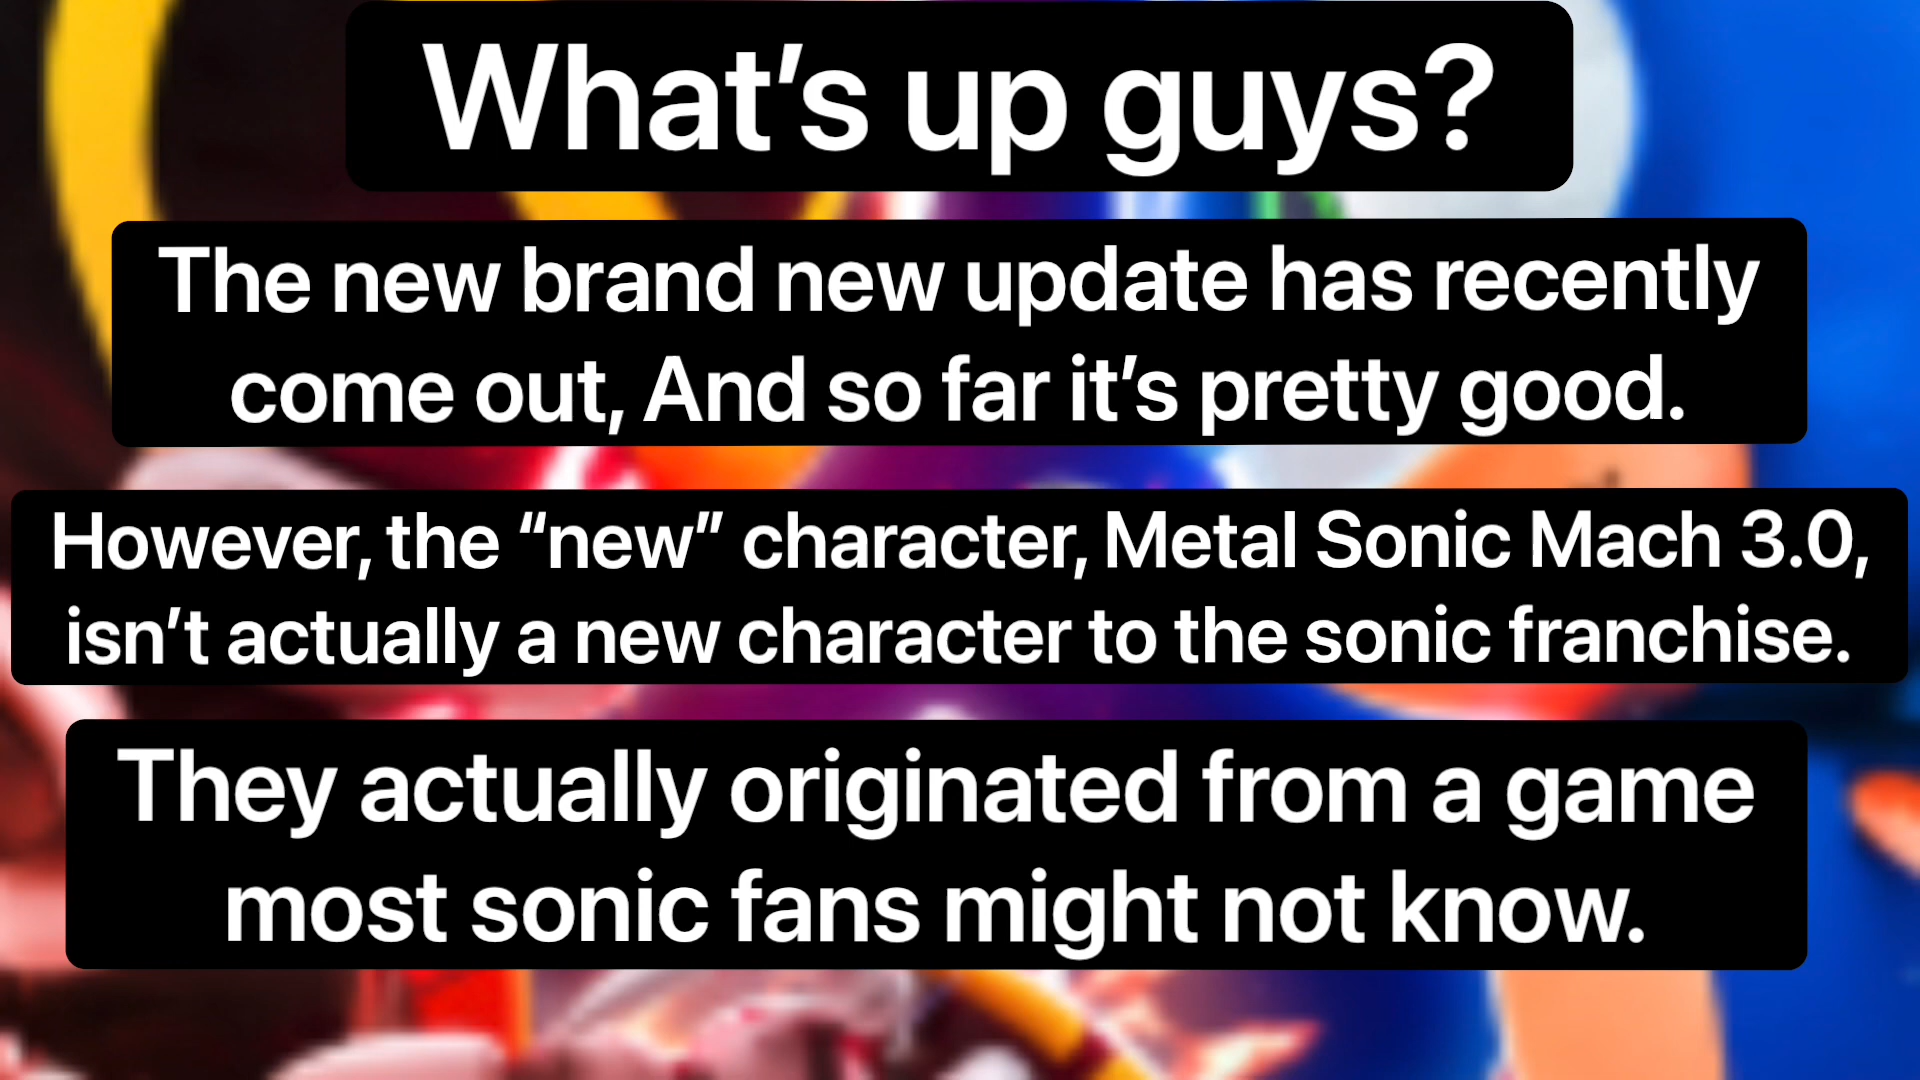 What’s up guys?
The new brand new update has recently
come out, And so far it’s pretty good.
However, the “new” character, Metal Sonic Mach 3.0,
isn’t actually a new character to the sonic franchise.
They actually originated from a game
most sonic fans might not know.